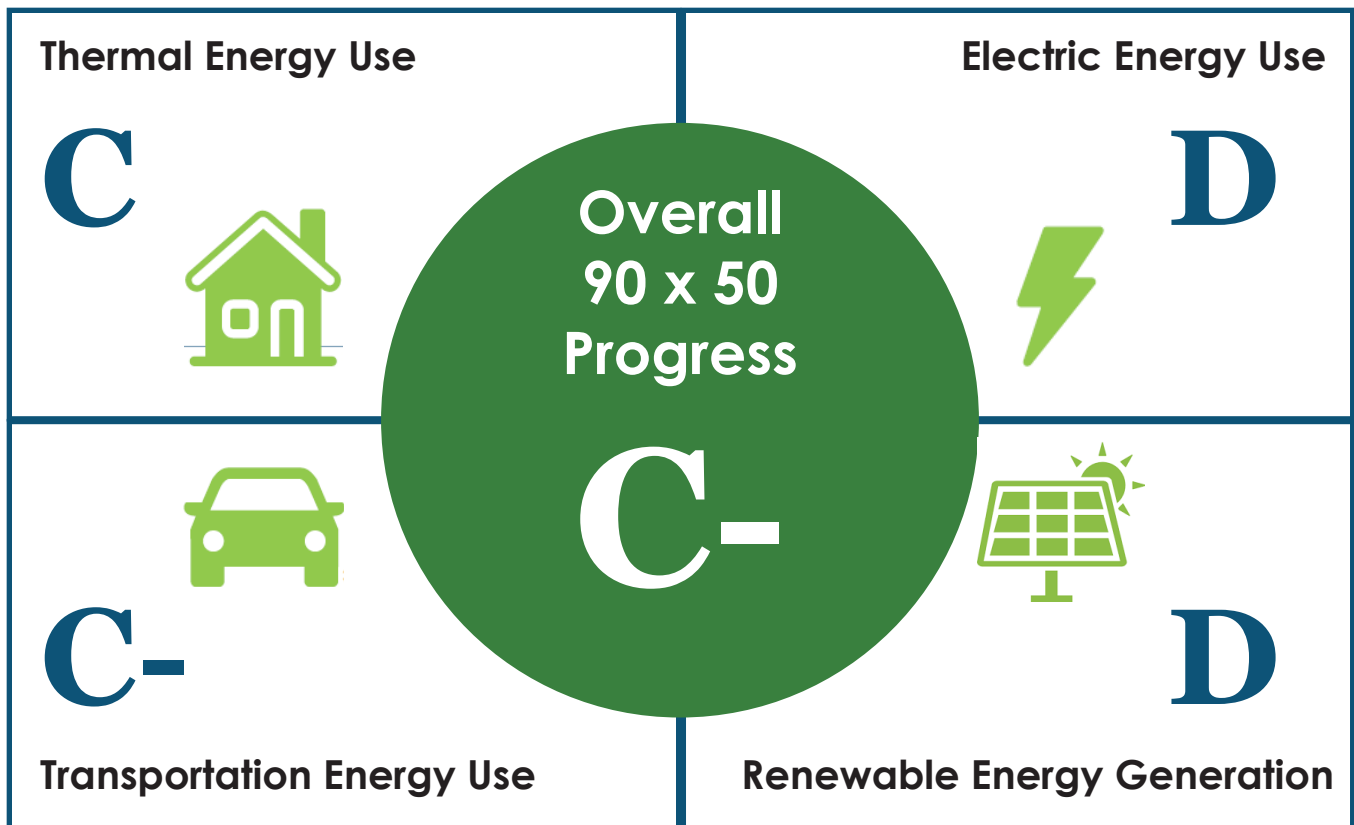 Thermal Energy Use
C
Electric Energy Use
D
Overall
90 x 50
Progress
C-
C-
Transportation Energy Use
D
Renewable Energy Generation